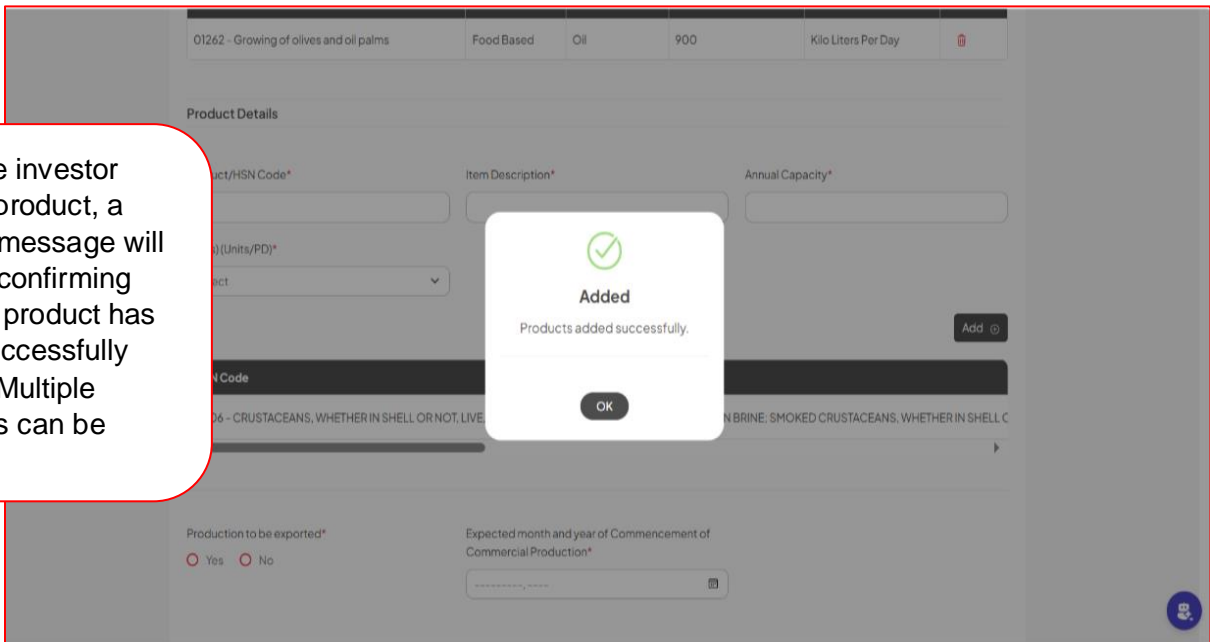 01262 - Growing of olives and oil palms Food Based Oil 900 Kilo Liters Per Day
Product Details
investor
product, a
message will
confirming
product has
Multiple
can be
Code* Item Description* Annual Capacity*
(Units/PD)*
Added
Products added successfully.
Add
Code
OK
CRUSTACEANS, WHETHER IN SHELL OR NOT, LIVE, BRINE; SMOKED CRUSTACEANS, WHETHER IN SHELL
Production to be exported* Expected month and year of Commencement of
Commercial Production*
Yes No
---------, ----